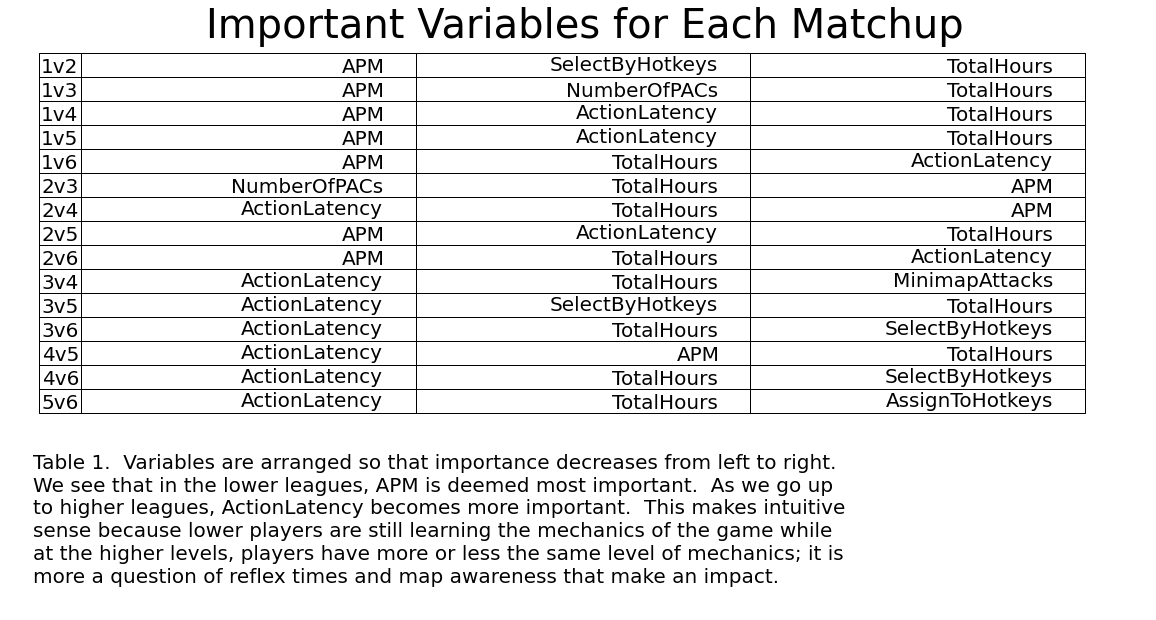 Important Variables for Each Matchup
1v2 APM SelectByHotkeys TotalHours
1v3 APM NumberOfPACs TotalHours
1v4 APM ActionLatency TotalHours
1v5 APM ActionLatency TotalHours
1v6 APM TotalHours ActionLatency
2v3 NumberOfPACs TotalHours APM
2v4 ActionLatency TotalHours APM
2v5 APM ActionLatency TotalHours
2v6 APM TotalHours ActionLatency
3v4 ActionLatency TotalHours MinimapAttacks
3v5 ActionLatency SelectByHotkeys TotalHours
3v6 ActionLatency TotalHours SelectByHotkeys
4v5 ActionLatency APM TotalHours
4v6 ActionLatency TotalHours SelectByHotkeys
5v6 ActionLatency TotalHours AssignToHotkeys
Table 1.  Variables are arranged so that importance decreases from left to right.
We see that in the lower leagues, APM is deemed most important.  As we go up
to higher leagues, ActionLatency becomes more important.  This makes intuitive
sense because lower players are still learning the mechanics of the game while
at the higher levels, players have more or less the same level of mechanics; it is
more a question of reflex times and map awareness that make an impact.